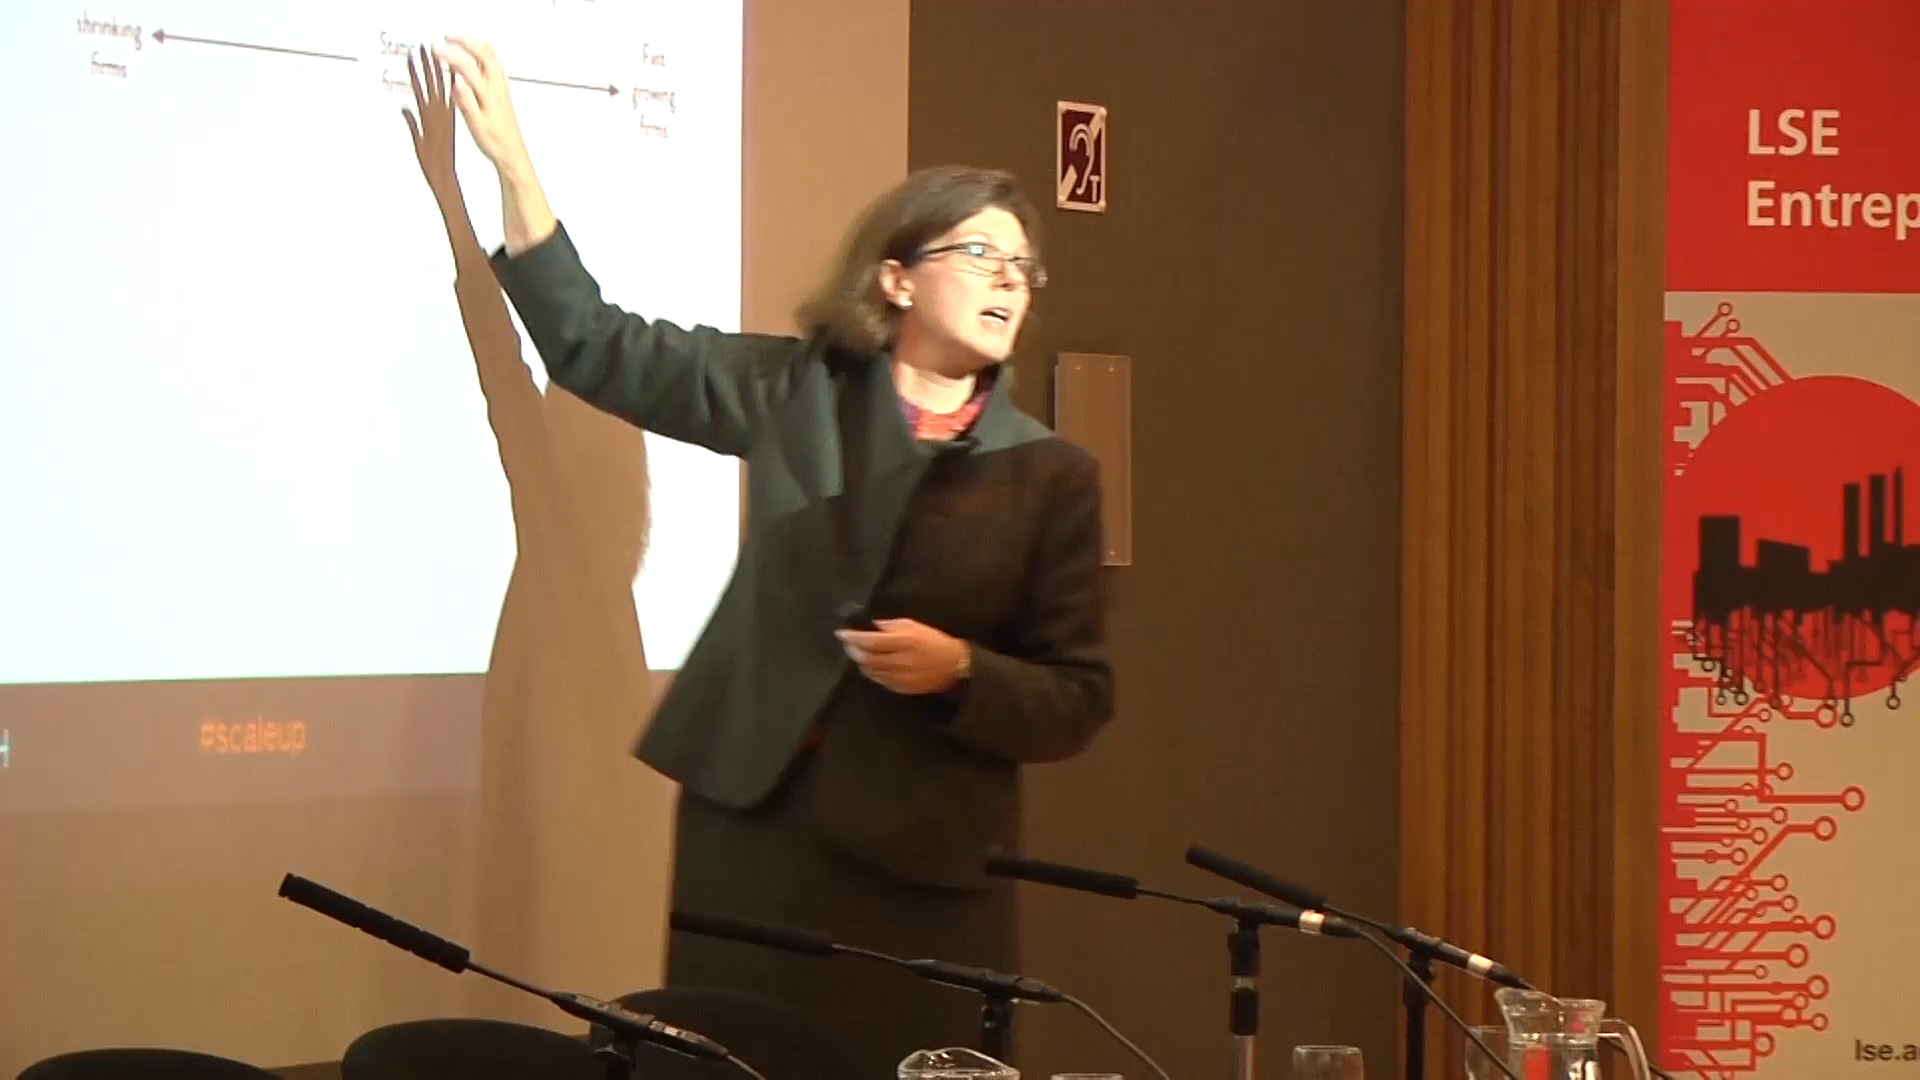 shrinking
firms
Fast
growing
firms
#scaleup
H
LSE
Entrep
T
lse.a